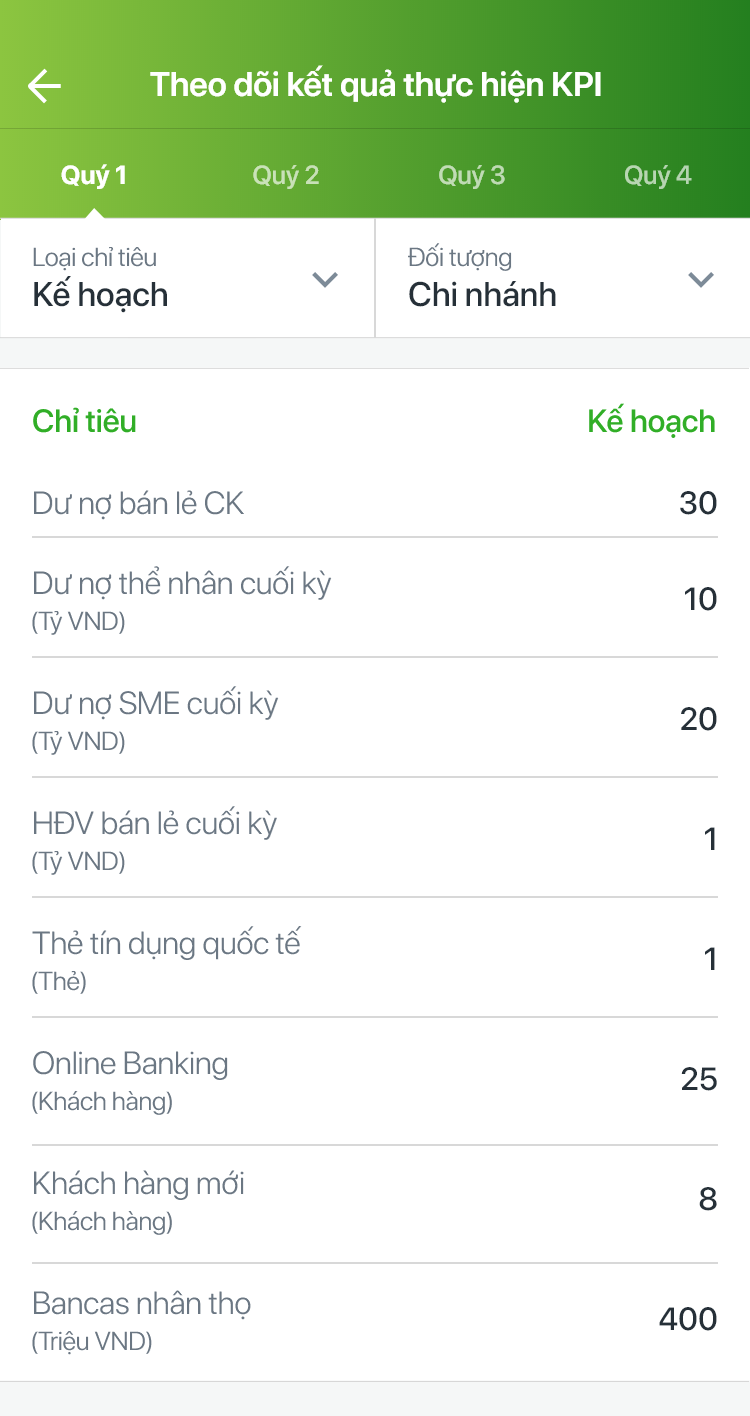 Theo dõi kết quả thực hiện KPI
Quý 1 Quý 2 Quý 3 Quý 4
Loại chỉ tiêu
Kế hoạch
Đối tượng
Chi nhánh
Chỉ tiêu Kế hoạch
Dư nợ bán lẻ CK 30
Dư nợ thể nhân cuối kỳ
(Tỷ VND)
10
Dư nợ SME cuối kỳ
(Tỷ VND)
20
HĐV bán lẻ cuối kỳ
(Tỷ VND)
1
Thẻ tín dụng quốc tế
(Thẻ)
1
Online Banking
(Khách hàng)
25
Khách hàng mới
(Khách hàng)
8
Bancas nhân thọ
(Triệu VND)
400